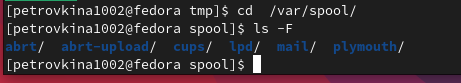 [petrovkina1002@fedora tmp]$ cd  /var/spool/
[petrovkina1002@fedora spool]$ ls -F
abrt/  abrt-upload/  cups/  lpd/  mail/  plymouth/
[petrovkina1002@fedora spool]$